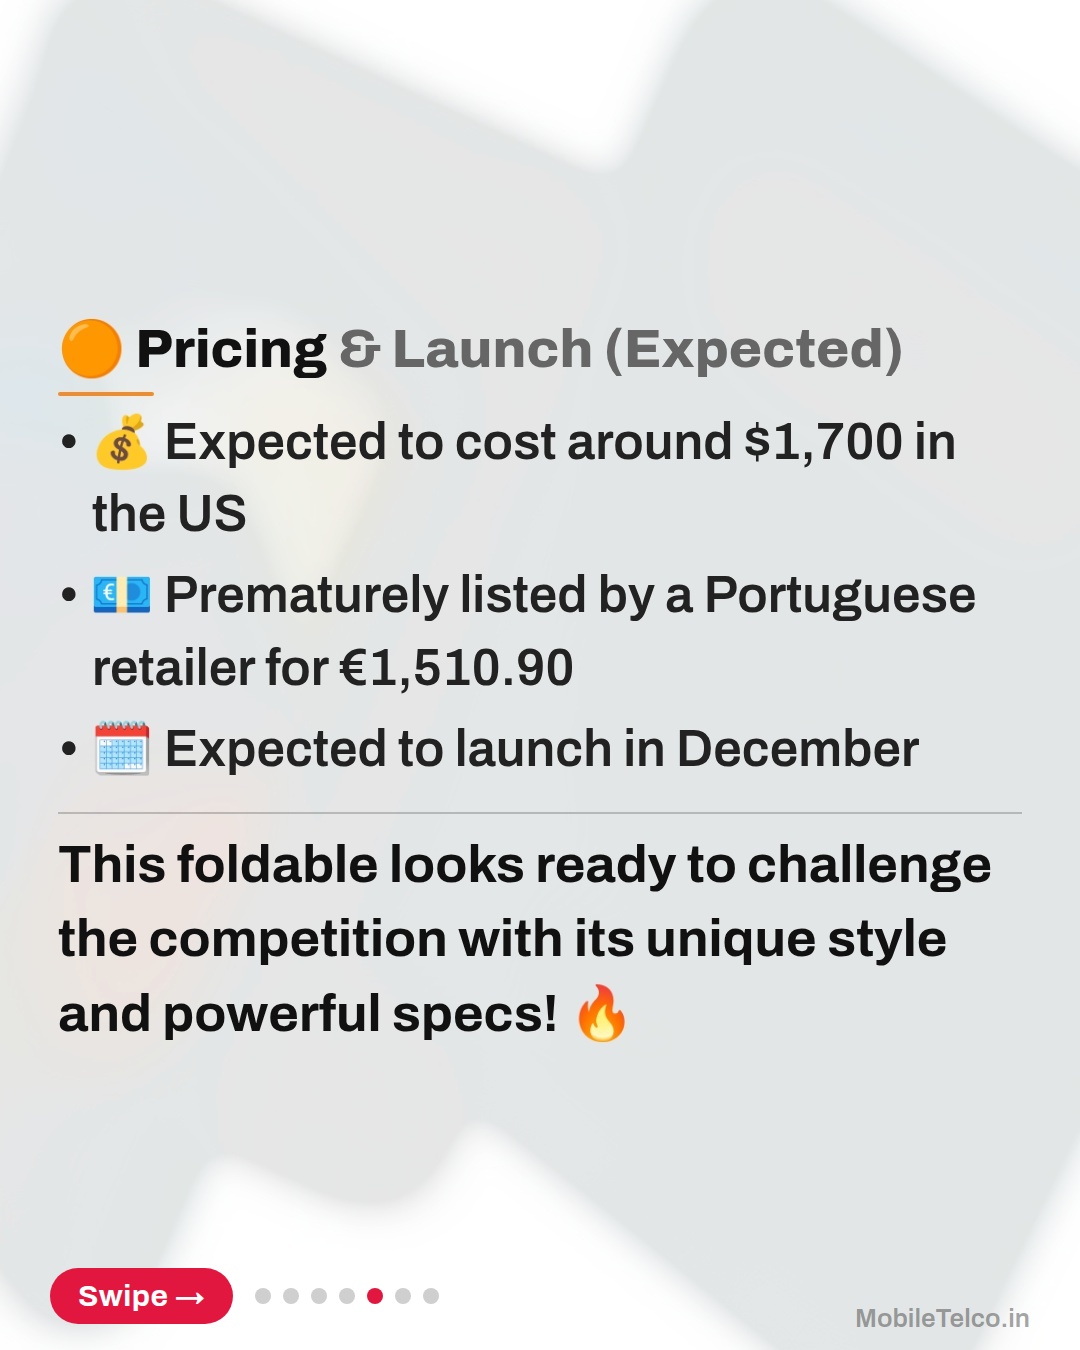 🟠 Pricing & Launch (Expected)
• 💰 Expected to cost around $1,700 in
the US
• 💶 Prematurely listed by a Portuguese
retailer for €1,510.90
• 🗓️ Expected to launch in December
This foldable looks ready to challenge
the competition with its unique style
and powerful specs! 🔥
Swipe →
MobileTelco.in